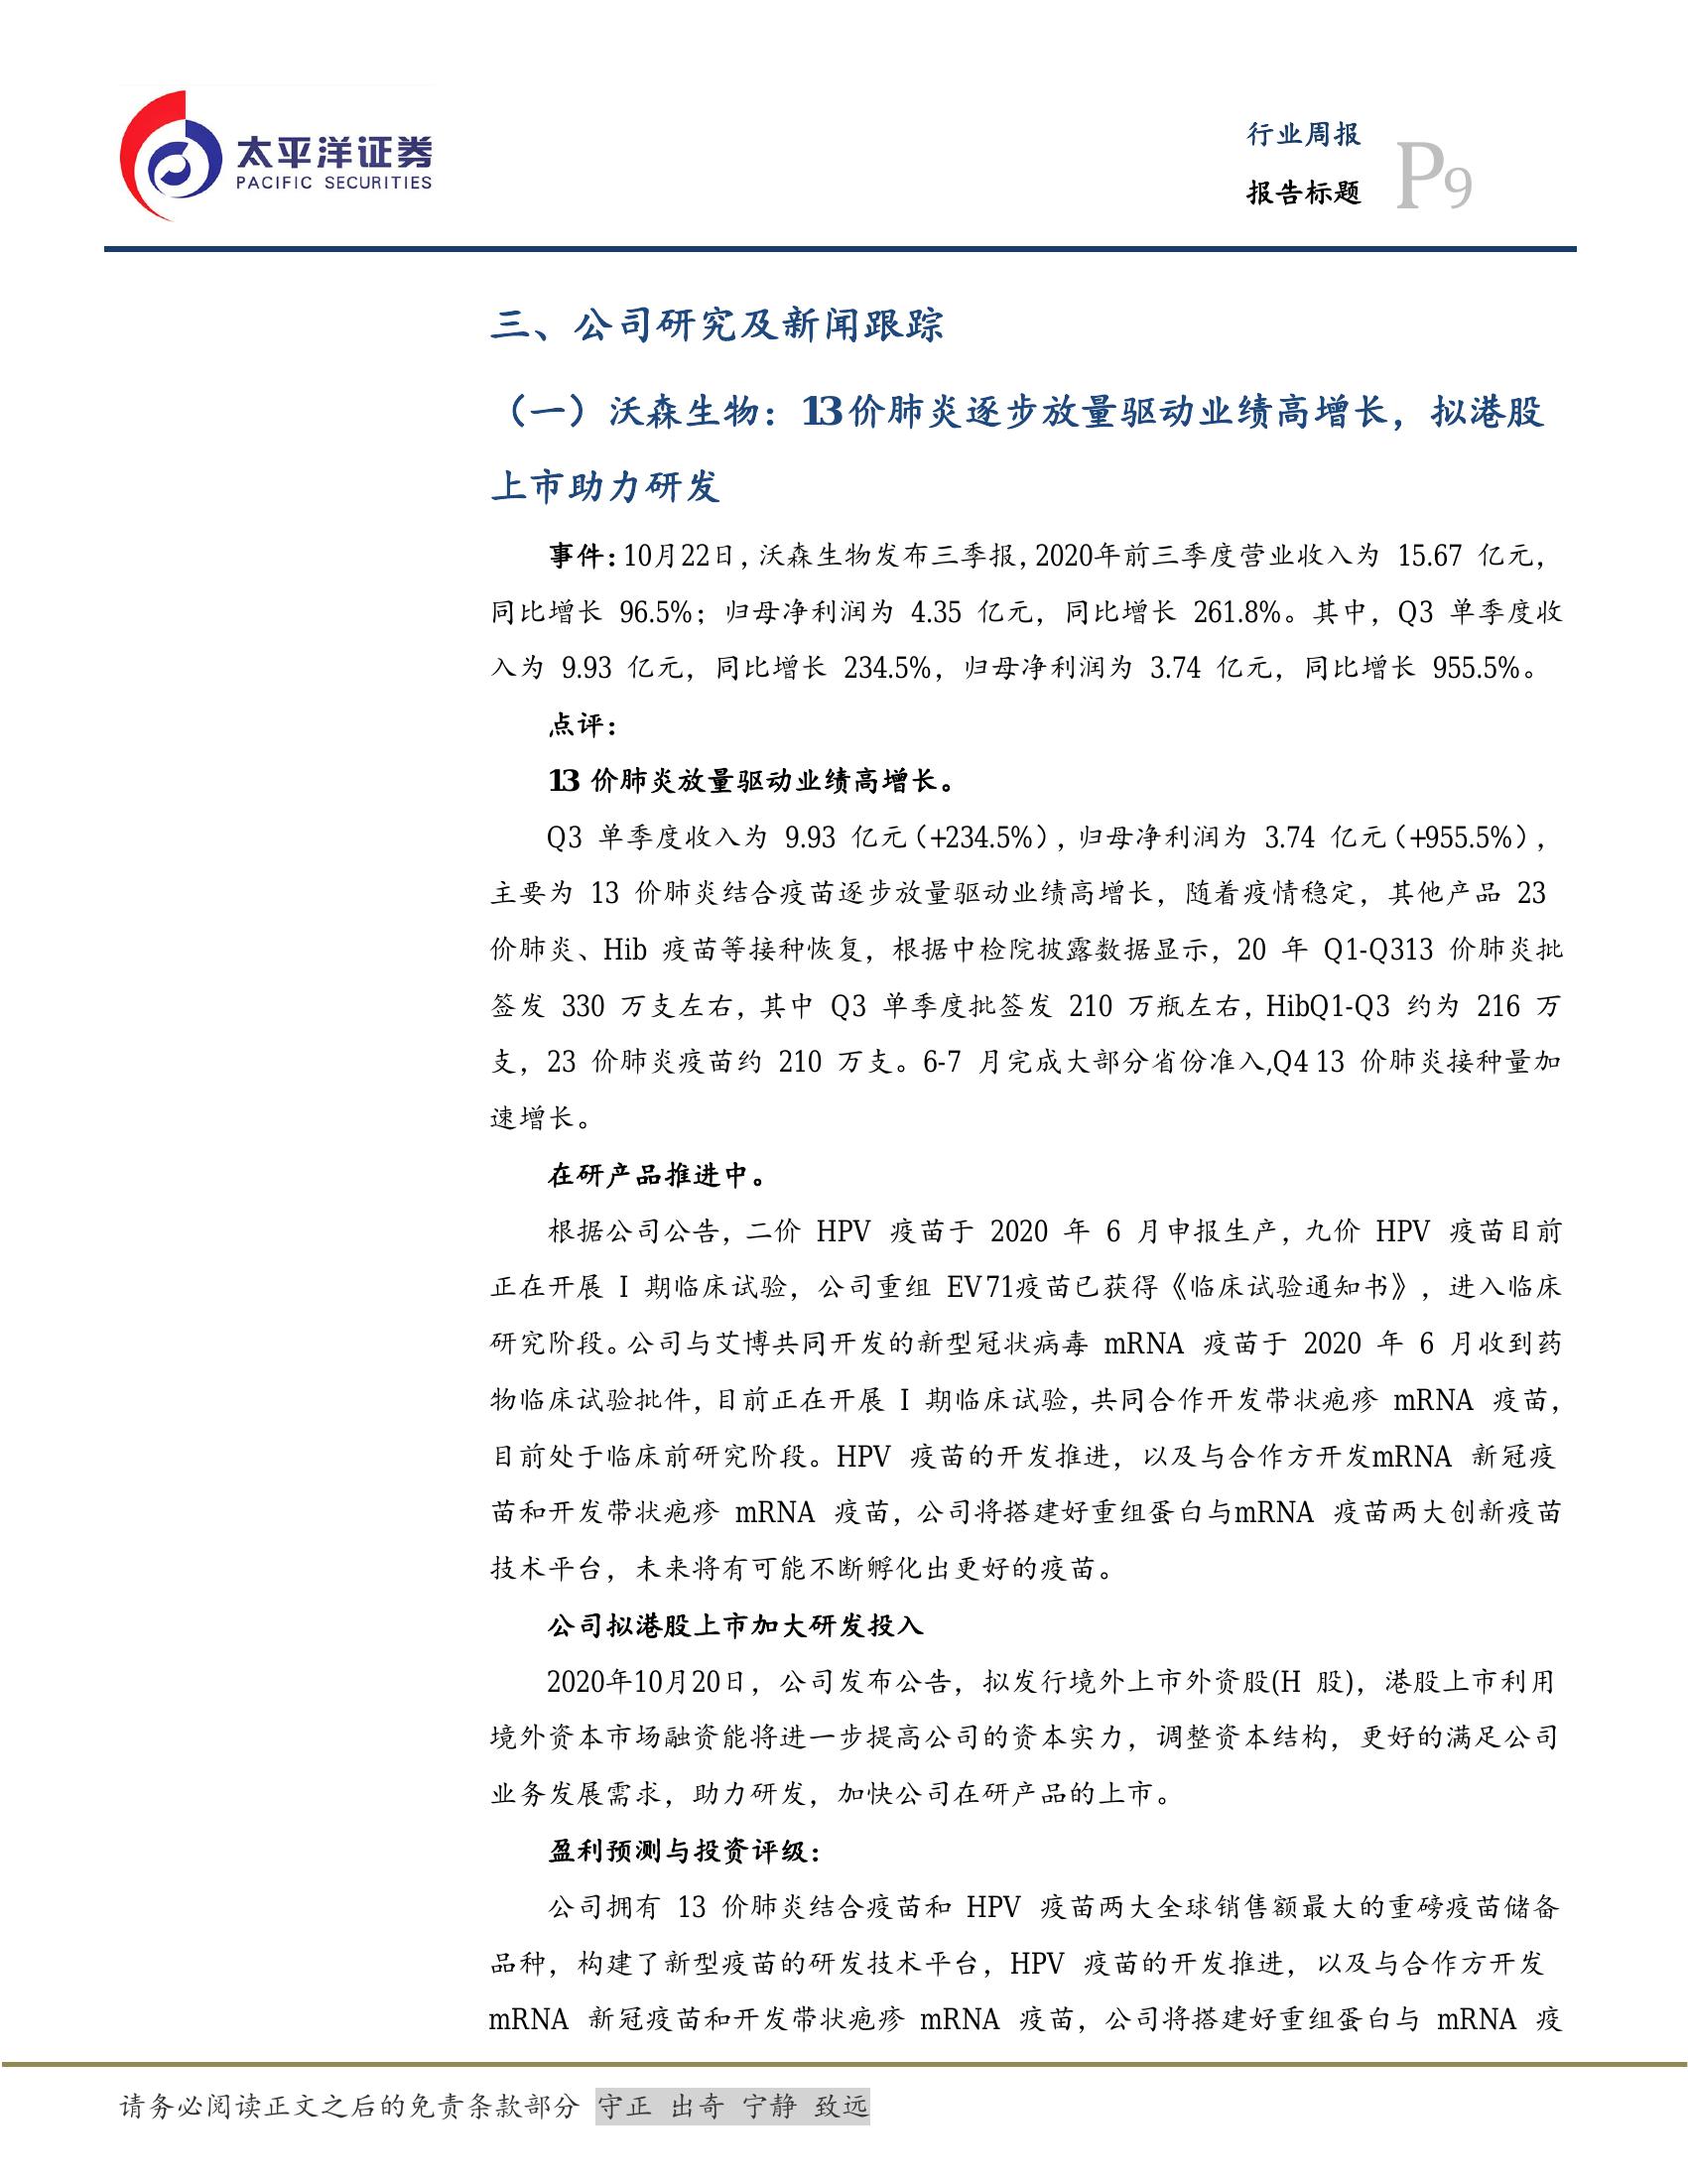 太平洋证券
PACIFIC SECURITIES
行业周报
报告标题
P9
三、公司研究及新闻跟踪
（一）沃森生物：13价肺炎逐步放量驱动业绩高增长，拟港股
上市助力研发
事件：10月22日，沃森生物发布三季报，2020年前三季度营业收入为 15.67 亿元，
同比增长 96.5%；归母净利润为 4.35 亿元，同比增长 261.8%。其中，Q3 单季度收
入为 9.93 亿元，同比增长 234.5%，归母净利润为 3.74 亿元，同比增长 955.5%。
点评：
13 价肺炎放量驱动业绩高增长。
Q3 单季度收入为 9.93 亿元（+234.5%），归母净利润为 3.74 亿元（+955.5%），
主要为 13 价肺炎结合疫苗逐步放量驱动业绩高增长，随着疫情稳定，其他产品 23
价肺炎、Hib 疫苗等接种恢复，根据中检院披露数据显示，20 年 Q1-Q313 价肺炎批
签发 330 万支左右，其中 Q3 单季度批签发 210 万瓶左右，HibQ1-Q3 约为 216 万
支，23 价肺炎疫苗约 210 万支。6-7 月完成大部分省份准入,Q4 13 价肺炎接种量加
速增长。
在研产品推进中。
根据公司公告，二价 HPV 疫苗于 2020 年 6 月申报生产，九价 HPV 疫苗目前
正在开展 I 期临床试验，公司重组 EV71疫苗已获得《临床试验通知书》，进入临床
研究阶段。公司与艾博共同开发的新型冠状病毒 mRNA 疫苗于 2020 年 6 月收到药
物临床试验批件，目前正在开展 I 期临床试验，共同合作开发带状疱疹 mRNA 疫苗，
目前处于临床前研究阶段。HPV 疫苗的开发推进，以及与合作方开发mRNA 新冠疫
苗和开发带状疱疹 mRNA 疫苗，公司将搭建好重组蛋白与mRNA 疫苗两大创新疫苗
技术平台，未来将有可能不断孵化出更好的疫苗。
公司拟港股上市加大研发投入
2020年10月20日，公司发布公告，拟发行境外上市外资股(H 股)，港股上市利用
境外资本市场融资能将进一步提高公司的资本实力，调整资本结构，更好的满足公司
业务发展需求，助力研发，加快公司在研产品的上市。
盈利预测与投资评级：
公司拥有 13 价肺炎结合疫苗和 HPV 疫苗两大全球销售额最大的重磅疫苗储备
品种，构建了新型疫苗的研发技术平台，HPV 疫苗的开发推进，以及与合作方开发
mRNA 新冠疫苗和开发带状疱疹 mRNA 疫苗，公司将搭建好重组蛋白与 mRNA 疫
请务必阅读正文之后的免责条款部分 守正 出奇 宁静 致远